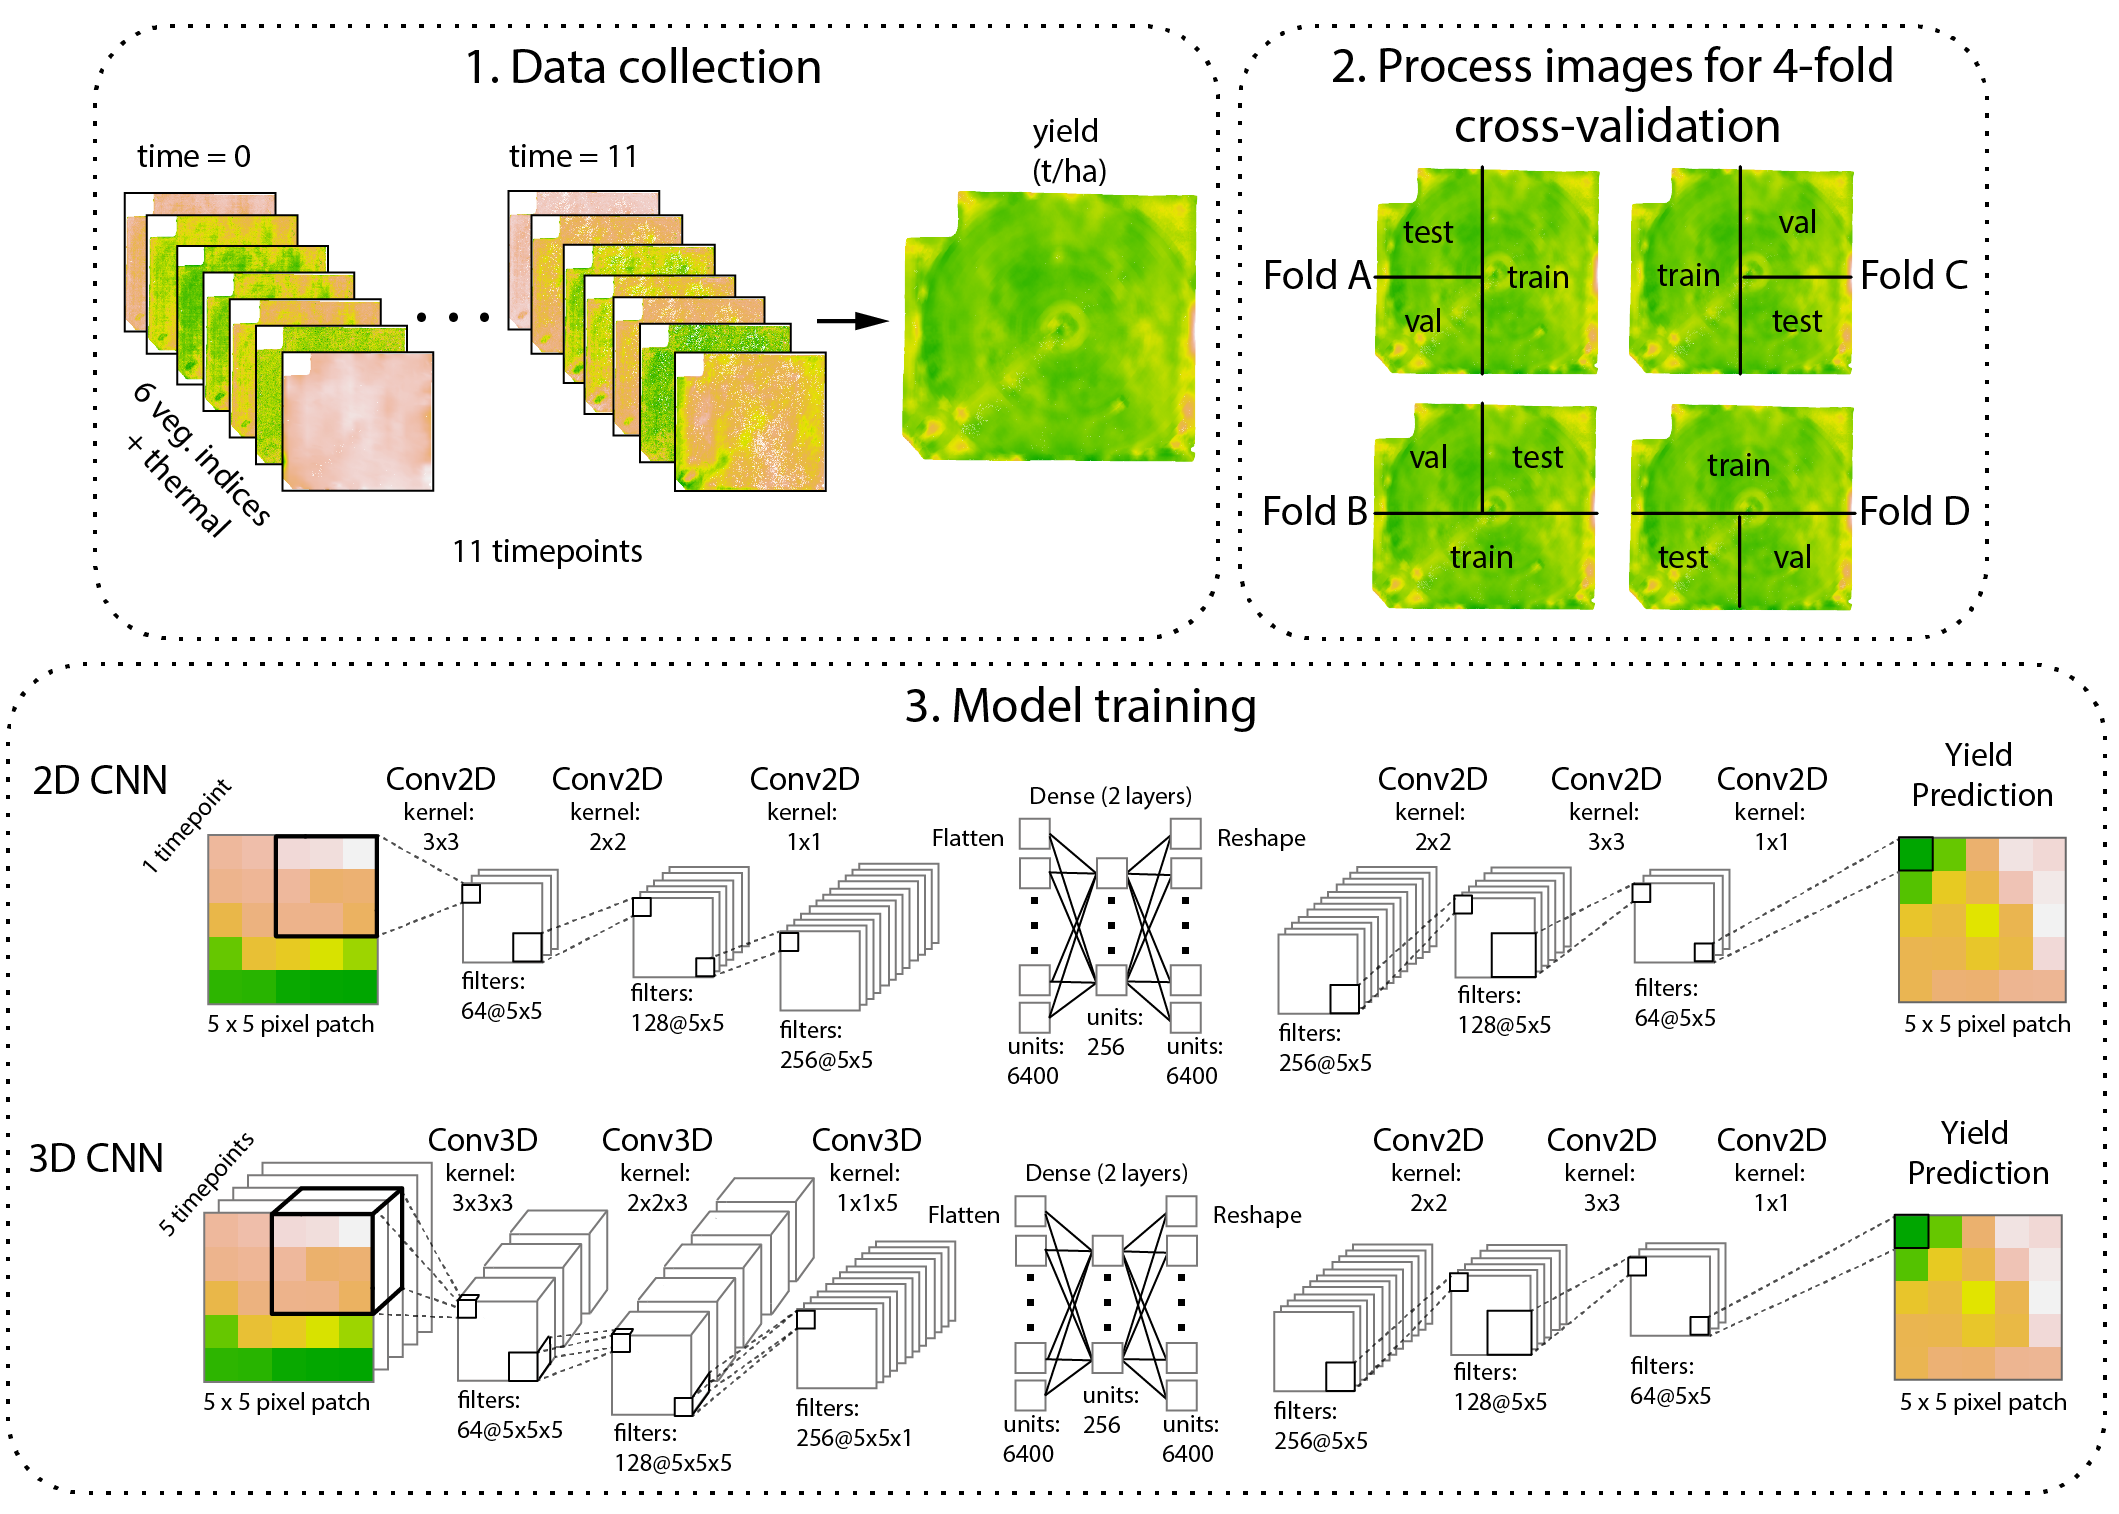 1. Data collection
time = 0
time = 11
yield
(t/ha)
6 veg. indices
+ thermal
11 timepoints
2. Process images for 4-fold
cross-validation
Fold A
test
val
train
train
val
test
Fold C
Fold B
val
test
train
train
test
val
Fold D
3. Model training
2D CNN
1 timepoint
5 x 5 pixel patch
Conv2D
kernel:
3x3
filters:
64@5x5
Conv2D
kernel:
2x2
filters:
128@5x5
Conv2D
kernel:
1x1
filters:
256@5x5
Flatten
Dense (2 layers)
units:
6400
units:
256
units:
6400
Reshape
Conv2D
kernel:
2x2
filters:
256@5x5
Conv2D
kernel:
3x3
filters:
128@5x5
Conv2D
kernel:
1x1
filters:
64@5x5
Yield
Prediction
5 x 5 pixel patch
3D CNN
5 timepoints
5 x 5 pixel patch
Conv3D
kernel:
3x3x3
filters:
64@5x5x5
Conv3D
kernel:
2x2x3
filters:
128@5x5x5
Conv3D
kernel:
1x1x5
filters:
256@5x5x1
Flatten
Dense (2 layers)
units:
6400
units:
256
units:
6400
Reshape
Conv2D
kernel:
2x2
filters:
256@5x5
Conv2D
kernel:
3x3
filters:
128@5x5
Conv2D
kernel:
1x1
filters:
64@5x5
Yield
Prediction
5 x 5 pixel patch